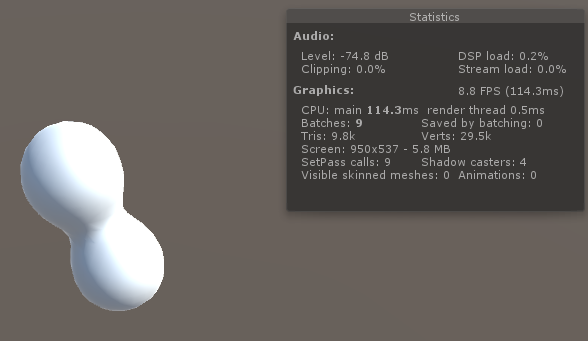 Statistics
Audio:
Level: -74.8 dB DSP load: 0.2%
Clipping: 0.0% Stream load: 0.0%
Graphics: 8.8 FPS (114.3ms)
CPU: main 114.3ms render thread 0.5ms
Batches: 9 Saved by batching: 0
Tris: 9.8k Verts: 29.5k
Screen: 950x537 - 5.8 MB
SetPass calls: 9 Shadow casters: 4
Visible skinned meshes: 0 Animations: 0